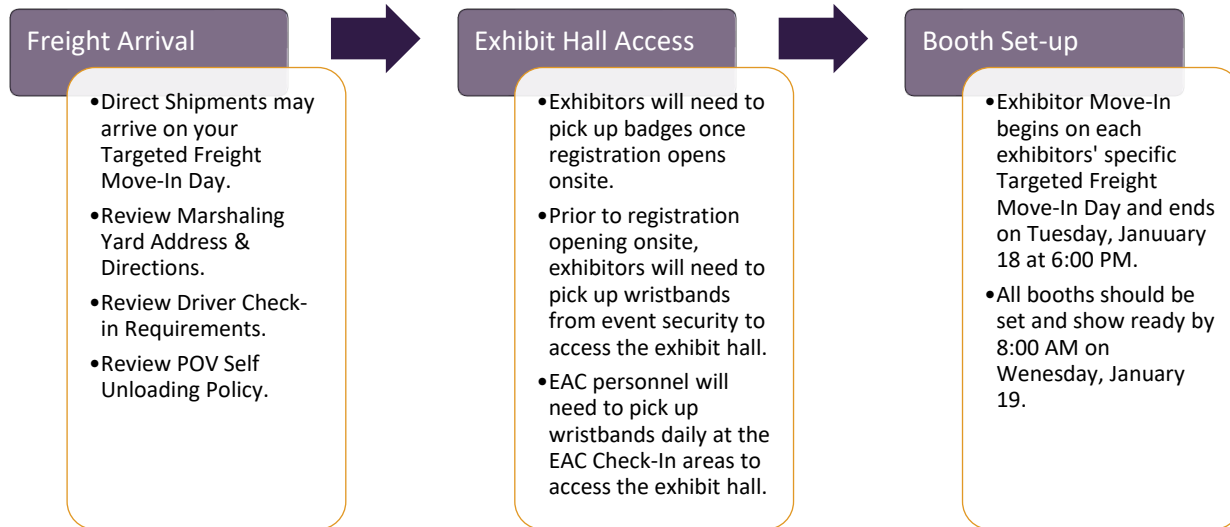 Freight Arrival
•Direct Shipments may
arrive on your
Targeted Freight
Move-In Day.
•Review Marshaling
Yard Address &
Directions.
•Review Driver Check-
in Requirements.
•Review POV Self
Unloading Policy.
Exhibit Hall Access
•Exhibitors will need to
pick up badges once
registration opens
onsite.
•Prior to registration
opening onsite,
exhibitors will need to
pick up wristbands
from event security to
access the exhibit hall.
•EAC personnel will
need to pick up
wristbands daily at the
EAC Check-In areas to
access the exhibit hall.
Booth Set-up
•Exhibitor Move-In
begins on each
exhibitors' specific
Targeted Freight
Move-In Day and ends
on Tuesday, Januuary
18 at 6:00 PM.
•All booths should be
set and show ready by
8:00 AM on
Wenesday, January
19.